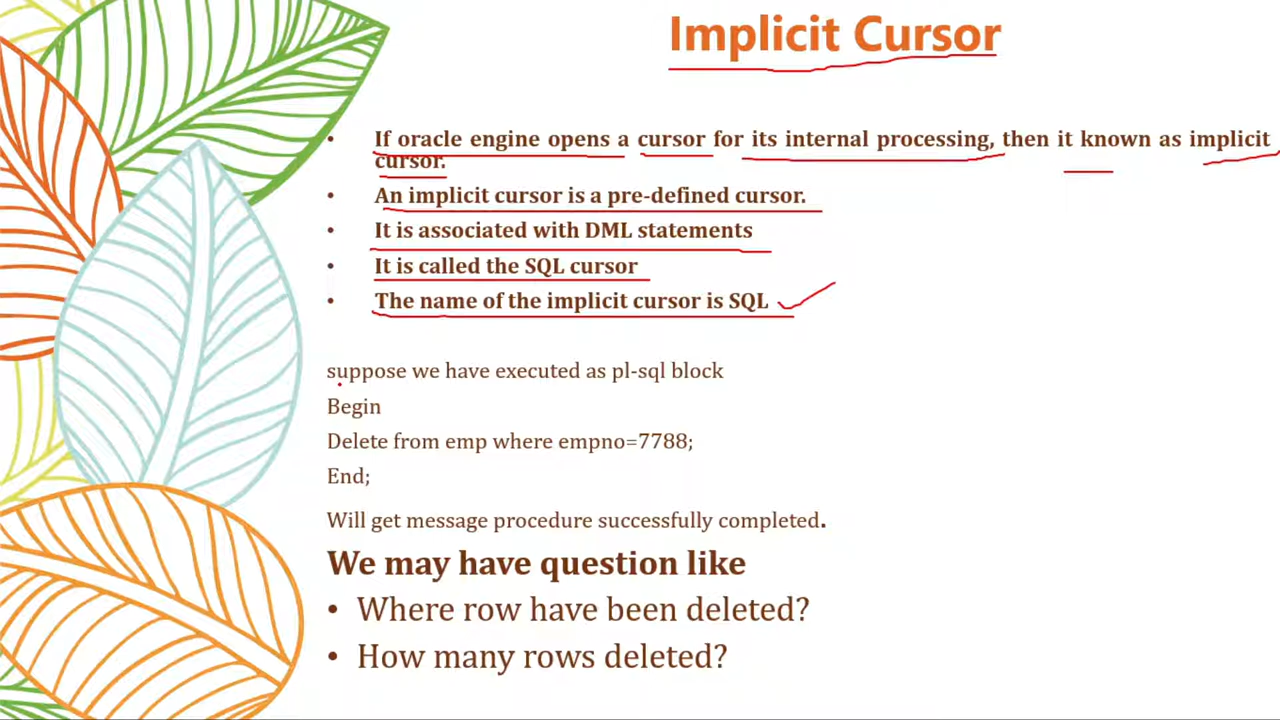 Implicit Cursor
• If oracle engine opens a cursor for its internal processing, then it known as implicit
cursor.
• An implicit cursor is a pre-defined cursor.
• It is associated with DML statements
• It is called the SQL cursor
• The name of the implicit cursor is SQL
suppose we have executed as pl-sql block
Begin
Delete from emp where empno=7788;
End;
Will get message procedure successfully completed.
We may have question like
• Where row have been deleted?
• How many rows deleted?